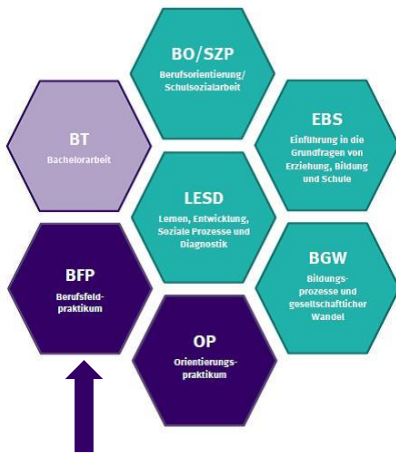 BO/SZP
Berufsorientierung/
Schulsozialarbeit
BT
Bachelorarbeit
EBS
Einführung in die
Grundfragen von
Erziehung, Bildung
und Schule
LESD
Lernen, Entwicklung,
Soziale Prozesse und
Diagnostik
BFP
Berufsfeld-
praktikum
BGW
Bildungs-
prozesse und
gesellschaftlicher
Wandel
OP
Orientierungs-
praktikum